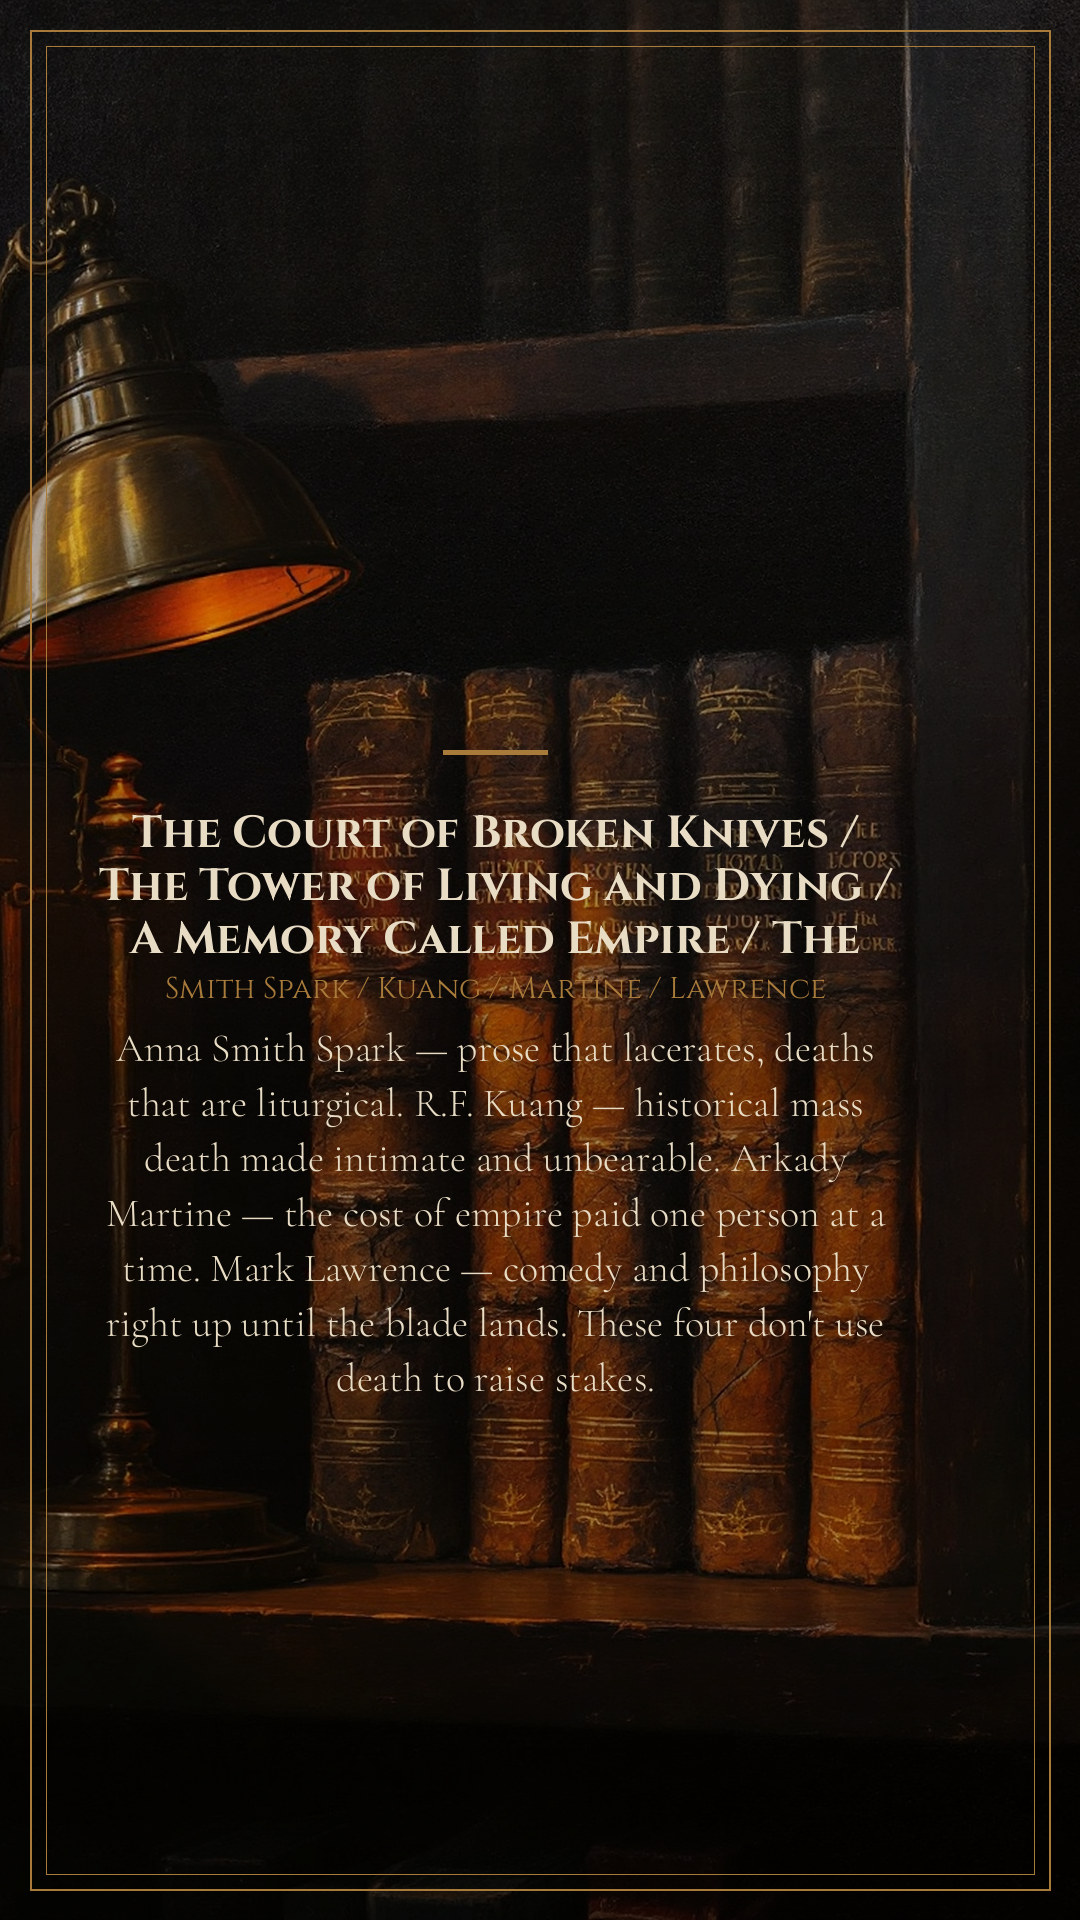 The Court of Broken Knives /
The Tower of Living and Dying /
A Memory Called Empire / The
Smith Spark / Kuang / Martine / Lawrence
Anna Smith Spark — prose that lacerates, deaths
that are liturgical. R.F. Kuang — historical mass
death made intimate and unbearable. Arkady
Martine — the cost of empire paid one person at a
time. Mark Lawrence — comedy and philosophy
right up until the blade lands. These four don't use
death to raise stakes.